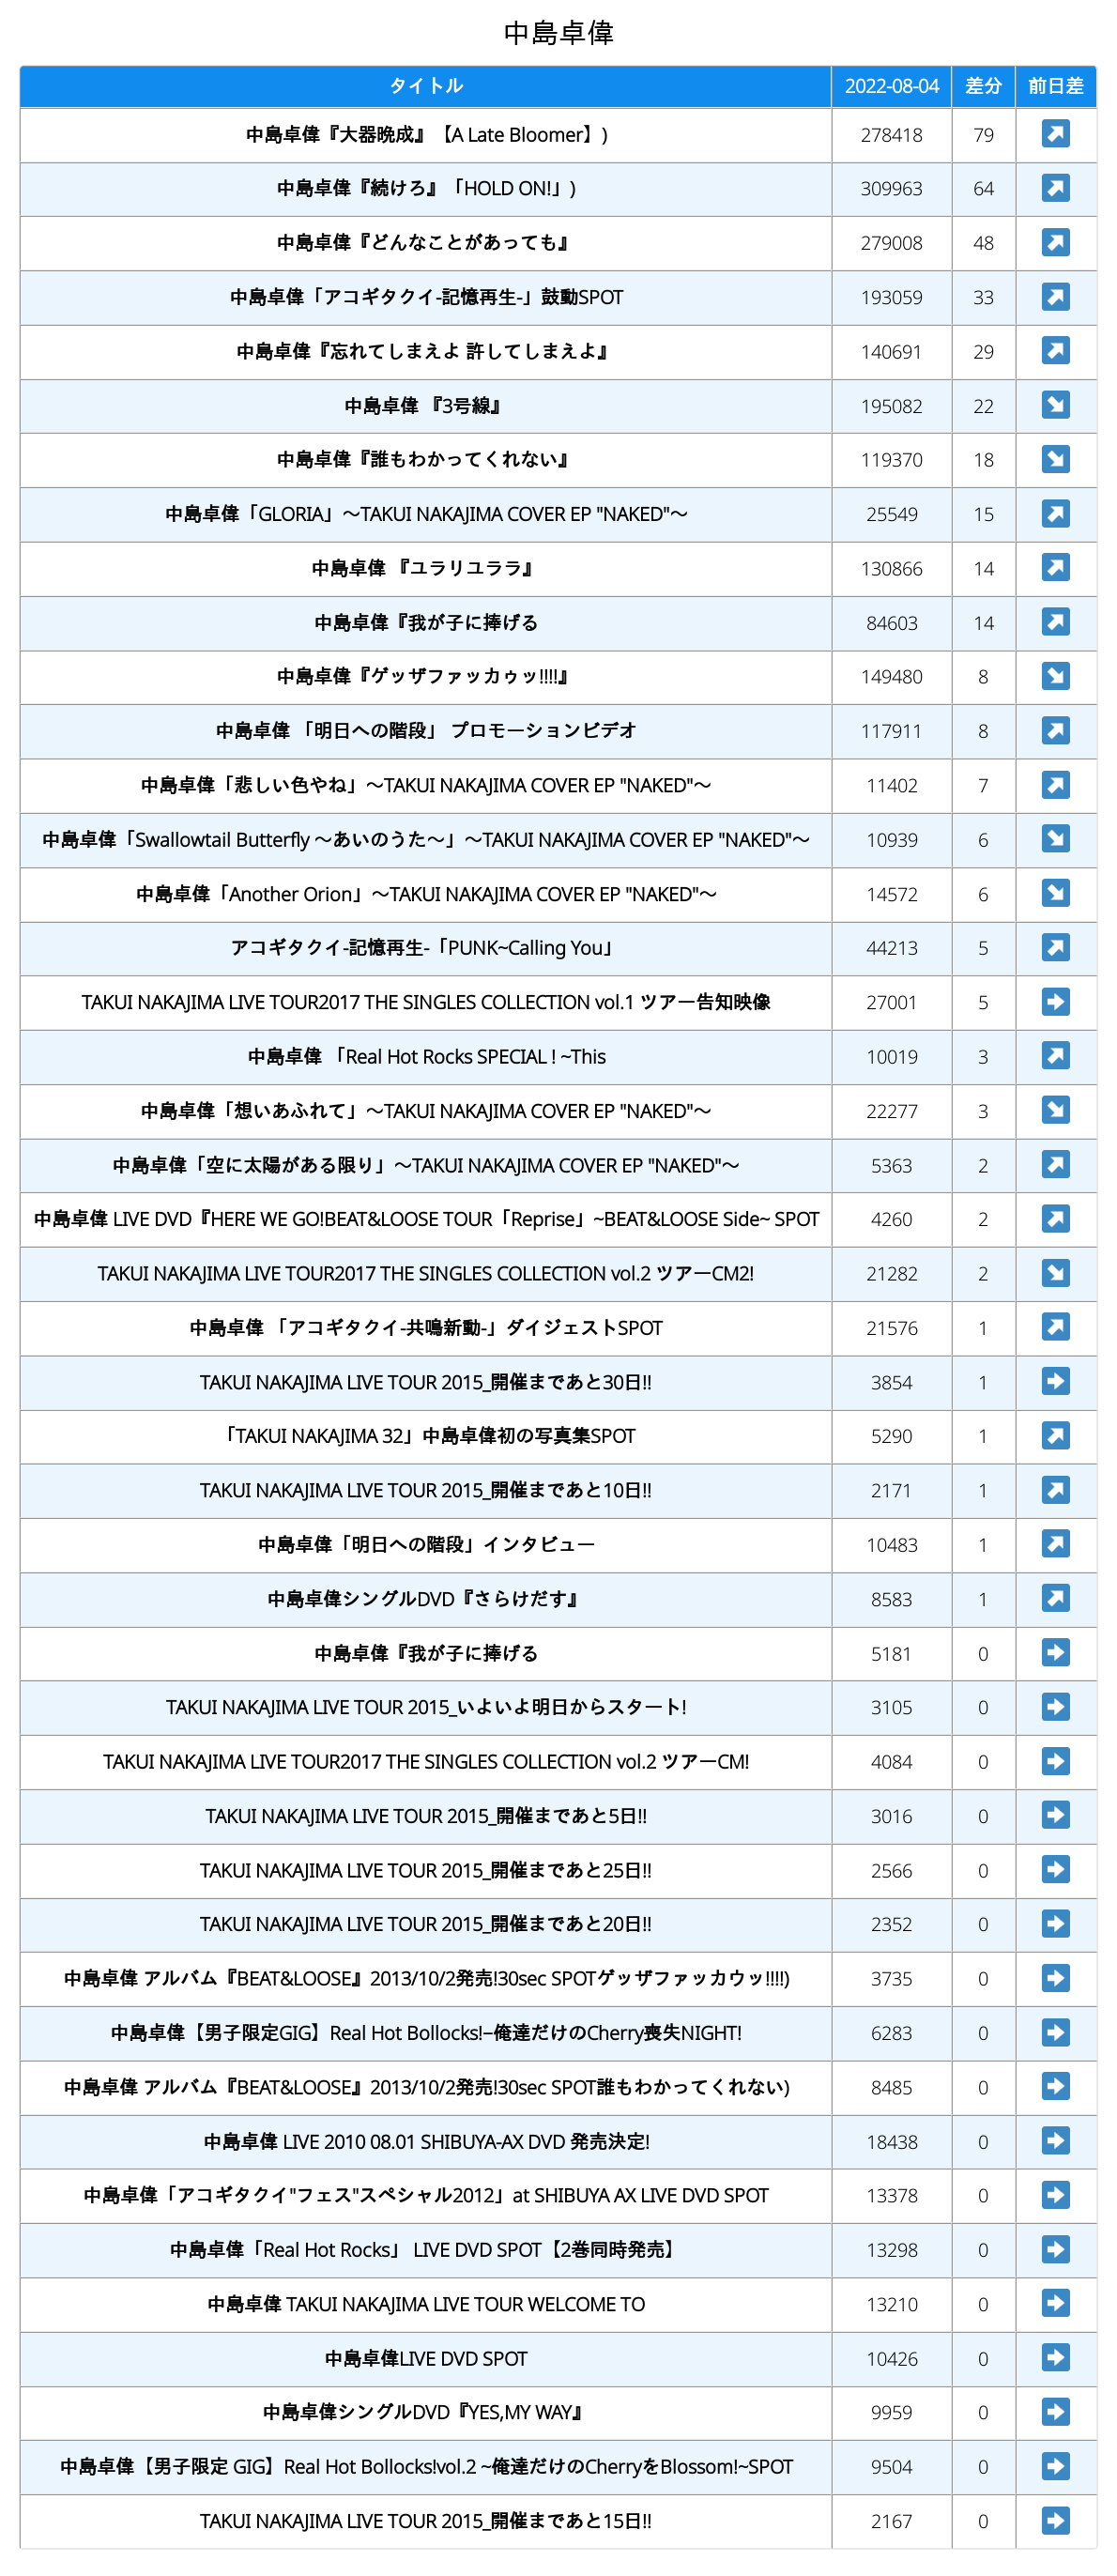 中島卓偉
タイトル 2022-08-04 差分 前日差
中島卓偉『大器晩成』【A Late Bloomer】) 278418 79
中島卓偉『続けろ』「HOLD ON!」) 309963 64
中島卓偉『どんなことがあっても』 279008 48
中島卓偉「アコギタクイ-記憶再生-」鼓動SPOT 193059 33
中島卓偉『忘れてしまえよ 許してしまえよ』 140691 29
中島卓偉 『3号線』 195082 22
中島卓偉『誰もわかってくれない』 119370 18
中島卓偉「GLORIA」〜TAKUI NAKAJIMA COVER EP "NAKED"〜 25549 15
中島卓偉 『ユラリユララ』 130866 14
中島卓偉『我が子に捧げる 84603 14
中島卓偉『ゲッザファッカゥッ!!!!』 149480 8
中島卓偉 「明日への階段」 プロモーションビデオ 117911 8
中島卓偉「悲しい色やね」〜TAKUI NAKAJIMA COVER EP "NAKED"〜 11402 7
中島卓偉「Swallowtail Butterfly 〜あいのうた〜」〜TAKUI NAKAJIMA COVER EP "NAKED"〜 10939 6
中島卓偉「Another Orion」〜TAKUI NAKAJIMA COVER EP "NAKED"〜 14572 6
アコギタクイ-記憶再生-「PUNK~Calling You」 44213 5
TAKUI NAKAJIMA LIVE TOUR2017 THE SINGLES COLLECTION vol.1 ツアー告知映像 27001 5
中島卓偉 「Real Hot Rocks SPECIAL ! ~This 10019 3
中島卓偉「想いあふれて」〜TAKUI NAKAJIMA COVER EP "NAKED"〜 22277 3
中島卓偉「空に太陽がある限り」〜TAKUI NAKAJIMA COVER EP "NAKED"〜 5363 2
中島卓偉 LIVE DVD『HERE WE GO!BEAT&LOOSE TOUR「Reprise」~BEAT&LOOSE Side~ SPOT 4260 2
TAKUI NAKAJIMA LIVE TOUR2017 THE SINGLES COLLECTION vol.2 ツアーCM2! 21282 2
中島卓偉 「アコギタクイ-共鳴新動-」ダイジェストSPOT 21576 1
TAKUI NAKAJIMA LIVE TOUR 2015_開催まであと30日!! 3854 1
「TAKUI NAKAJIMA 32」中島卓偉初の写真集SPOT 5290 1
TAKUI NAKAJIMA LIVE TOUR 2015_開催まであと10日!! 2171 1
中島卓偉「明日への階段」インタビュー 10483 1
中島卓偉シングルDVD『さらけだす』 8583 1
中島卓偉『我が子に捧げる 5181 0
TAKUI NAKAJIMA LIVE TOUR 2015_いよいよ明日からスタート! 3105 0
TAKUI NAKAJIMA LIVE TOUR2017 THE SINGLES COLLECTION vol.2 ツアーCM! 4084 0
TAKUI NAKAJIMA LIVE TOUR 2015_開催まであと5日!! 3016 0
TAKUI NAKAJIMA LIVE TOUR 2015_開催まであと25日!! 2566 0
TAKUI NAKAJIMA LIVE TOUR 2015_開催まであと20日!! 2352 0
中島卓偉 アルバム『BEAT&LOOSE』2013/10/2発売!30sec SPOTゲッザファッカウッ!!!!) 3735 0
中島卓偉【男子限定GIG】Real Hot Bollocks!−俺達だけのCherry喪失NIGHT! 6283 0
中島卓偉 アルバム『BEAT&LOOSE』2013/10/2発売!30sec SPOT誰もわかってくれない) 8485 0
中島卓偉 LIVE 2010 08.01 SHIBUYA-AX DVD 発売決定! 18438 0
中島卓偉「アコギタクイ"フェス"スペシャル2012」at SHIBUYA AX LIVE DVD SPOT 13378 0
中島卓偉「Real Hot Rocks」 LIVE DVD SPOT【2巻同時発売】 13298 0
中島卓偉 TAKUI NAKAJIMA LIVE TOUR WELCOME TO 13210 0
中島卓偉LIVE DVD SPOT 10426 0
中島卓偉シングルDVD『YES,MY WAY』 9959 0
中島卓偉【男子限定 GIG】Real Hot Bollocks!vol.2 ~俺達だけのCherryをBlossom!~SPOT 9504 0
TAKUI NAKAJIMA LIVE TOUR 2015_開催まであと15日!! 2167 0